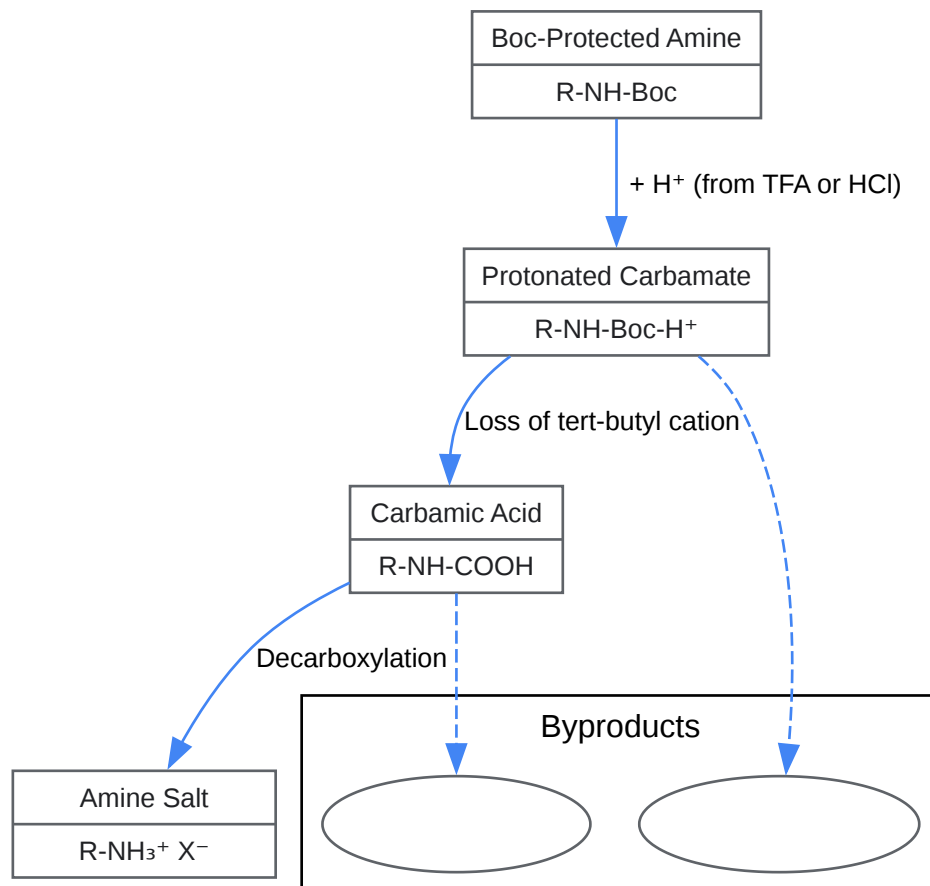 Boc-Protected Amine
R-NH-Boc
+ H⁺ (from TFA or HCl)
Protonated Carbamate
R-NH-Boc-H⁺
Loss of tert-butyl cation
Carbamic Acid
R-NH-COOH
Decarboxylation
Byproducts
Amine Salt
R-NH₃⁺ X⁻